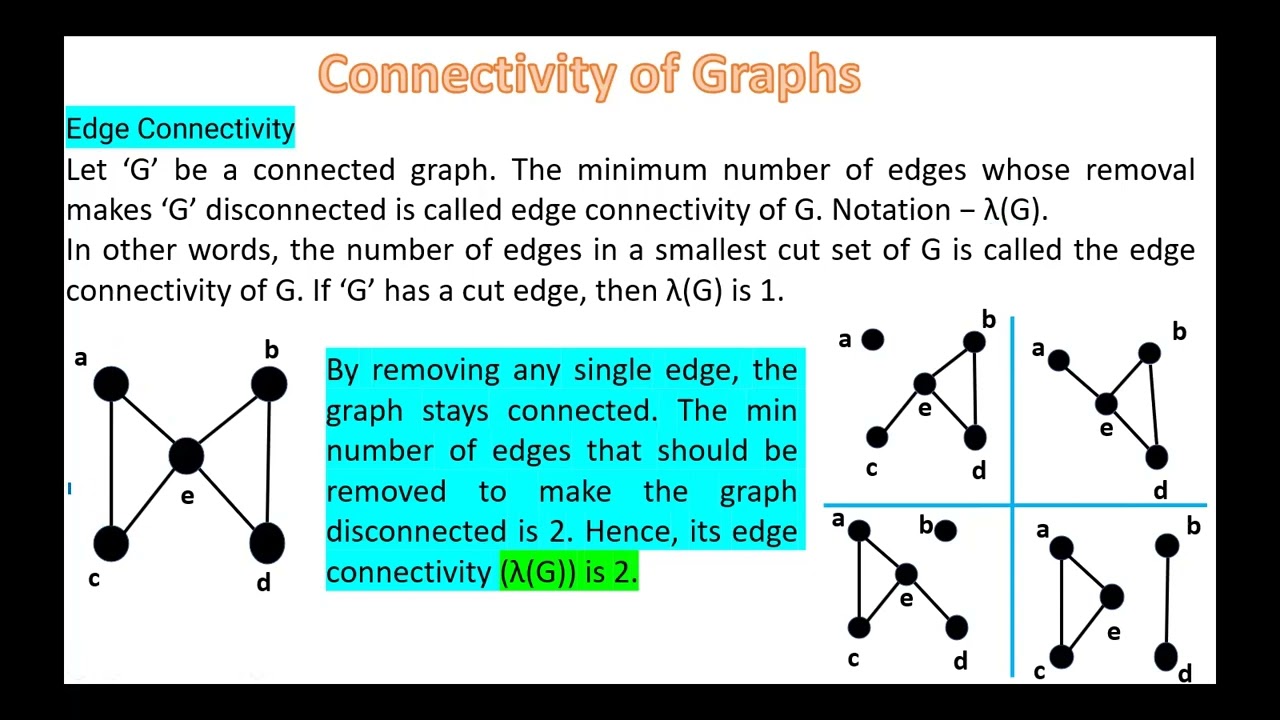 Connectivity of Graphs
Edge Connectivity
Let ‘G’ be a connected graph. The minimum number of edges whose removal
makes ‘G’ disconnected is called edge connectivity of G. Notation − λ(G).
In other words, the number of edges in a smallest cut set of G is called the edge
connectivity of G. If ‘G’ has a cut edge, then λ(G) is 1.
a b
e
c d
By removing any single edge, the
graph stays connected. The min
number of edges that should be
removed to make the graph
disconnected is 2. Hence, its edge
connectivity (λ(G)) is 2.
a b
e
c d
a b
e
d
a b
e
c d
a b
e
c d